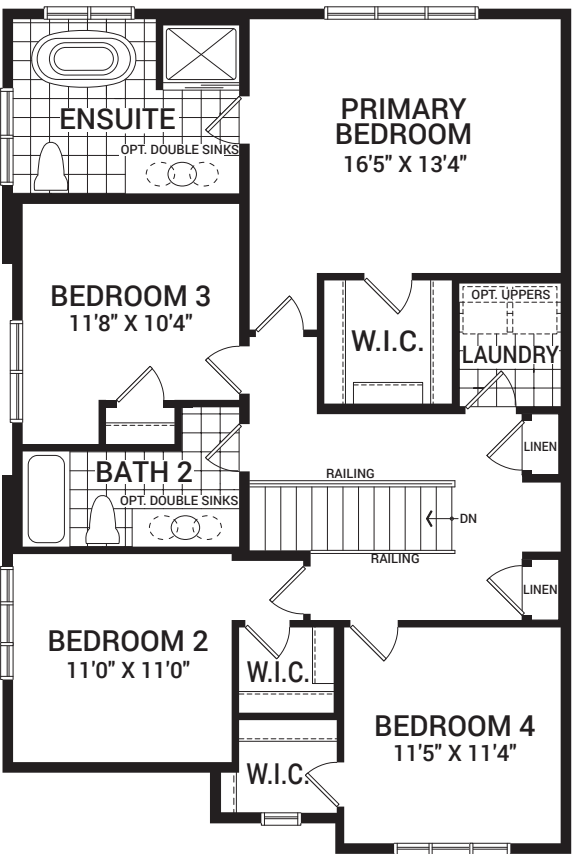 ENSUITE
OPT. DOUBLE SINKS
PRIMARY
BEDROOM
16'5" X 13'4"
BEDROOM 3
11'8" X 10'4"
W.I.C.
OPT. UPPERS
LAUNDRY
LINEN
BATH 2
OPT. DOUBLE SINKS
RAILING
DN
RAILING
LINEN
BEDROOM 2
11'0" X 11'0"
W.I.C.
BEDROOM 4
11'5" X 11'4"
W.I.C.